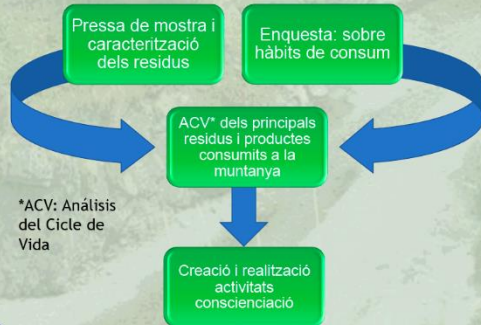 Pressa de mostra i
caracterització
dels residus
Enquesta: sobre
hàbits de consum
ACV* dels principals
residus i productes
consumits a la
muntanya
*ACV: Análisis
del Cicle de
Vida
Creació i realització
activitats
conscienciació